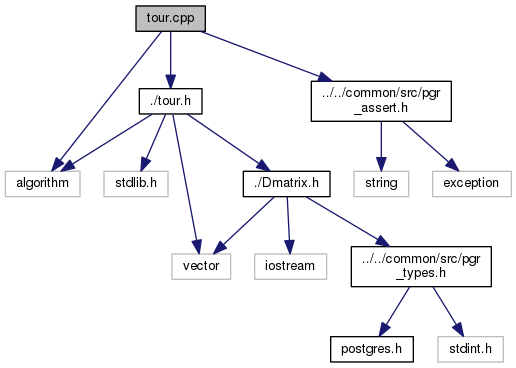 tour.cpp
./tour.h
../../common/src/pgr
_assert.h
algorithm
stdlib.h
./Dmatrix.h
string
exception
vector
iostream
../../common/src/pgr
_types.h
postgres.h
stdint.h